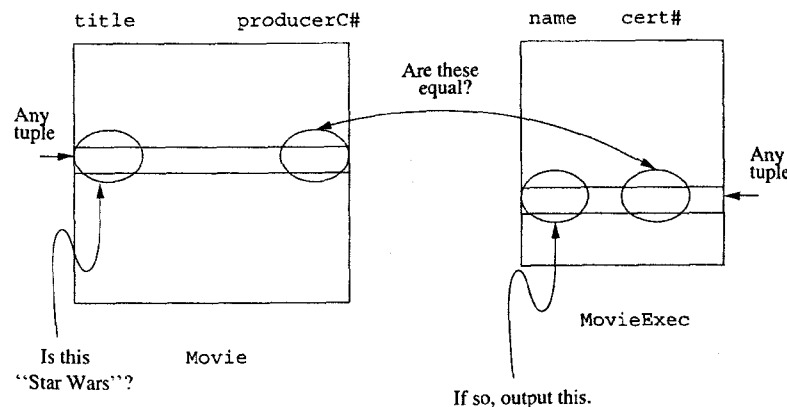 title producerC#
name cert#
Are these
equal?
Any
tuple
Any
tuple
MovieExec
Is this
‘‘Star Wars’’?
Movie
If so, output this.